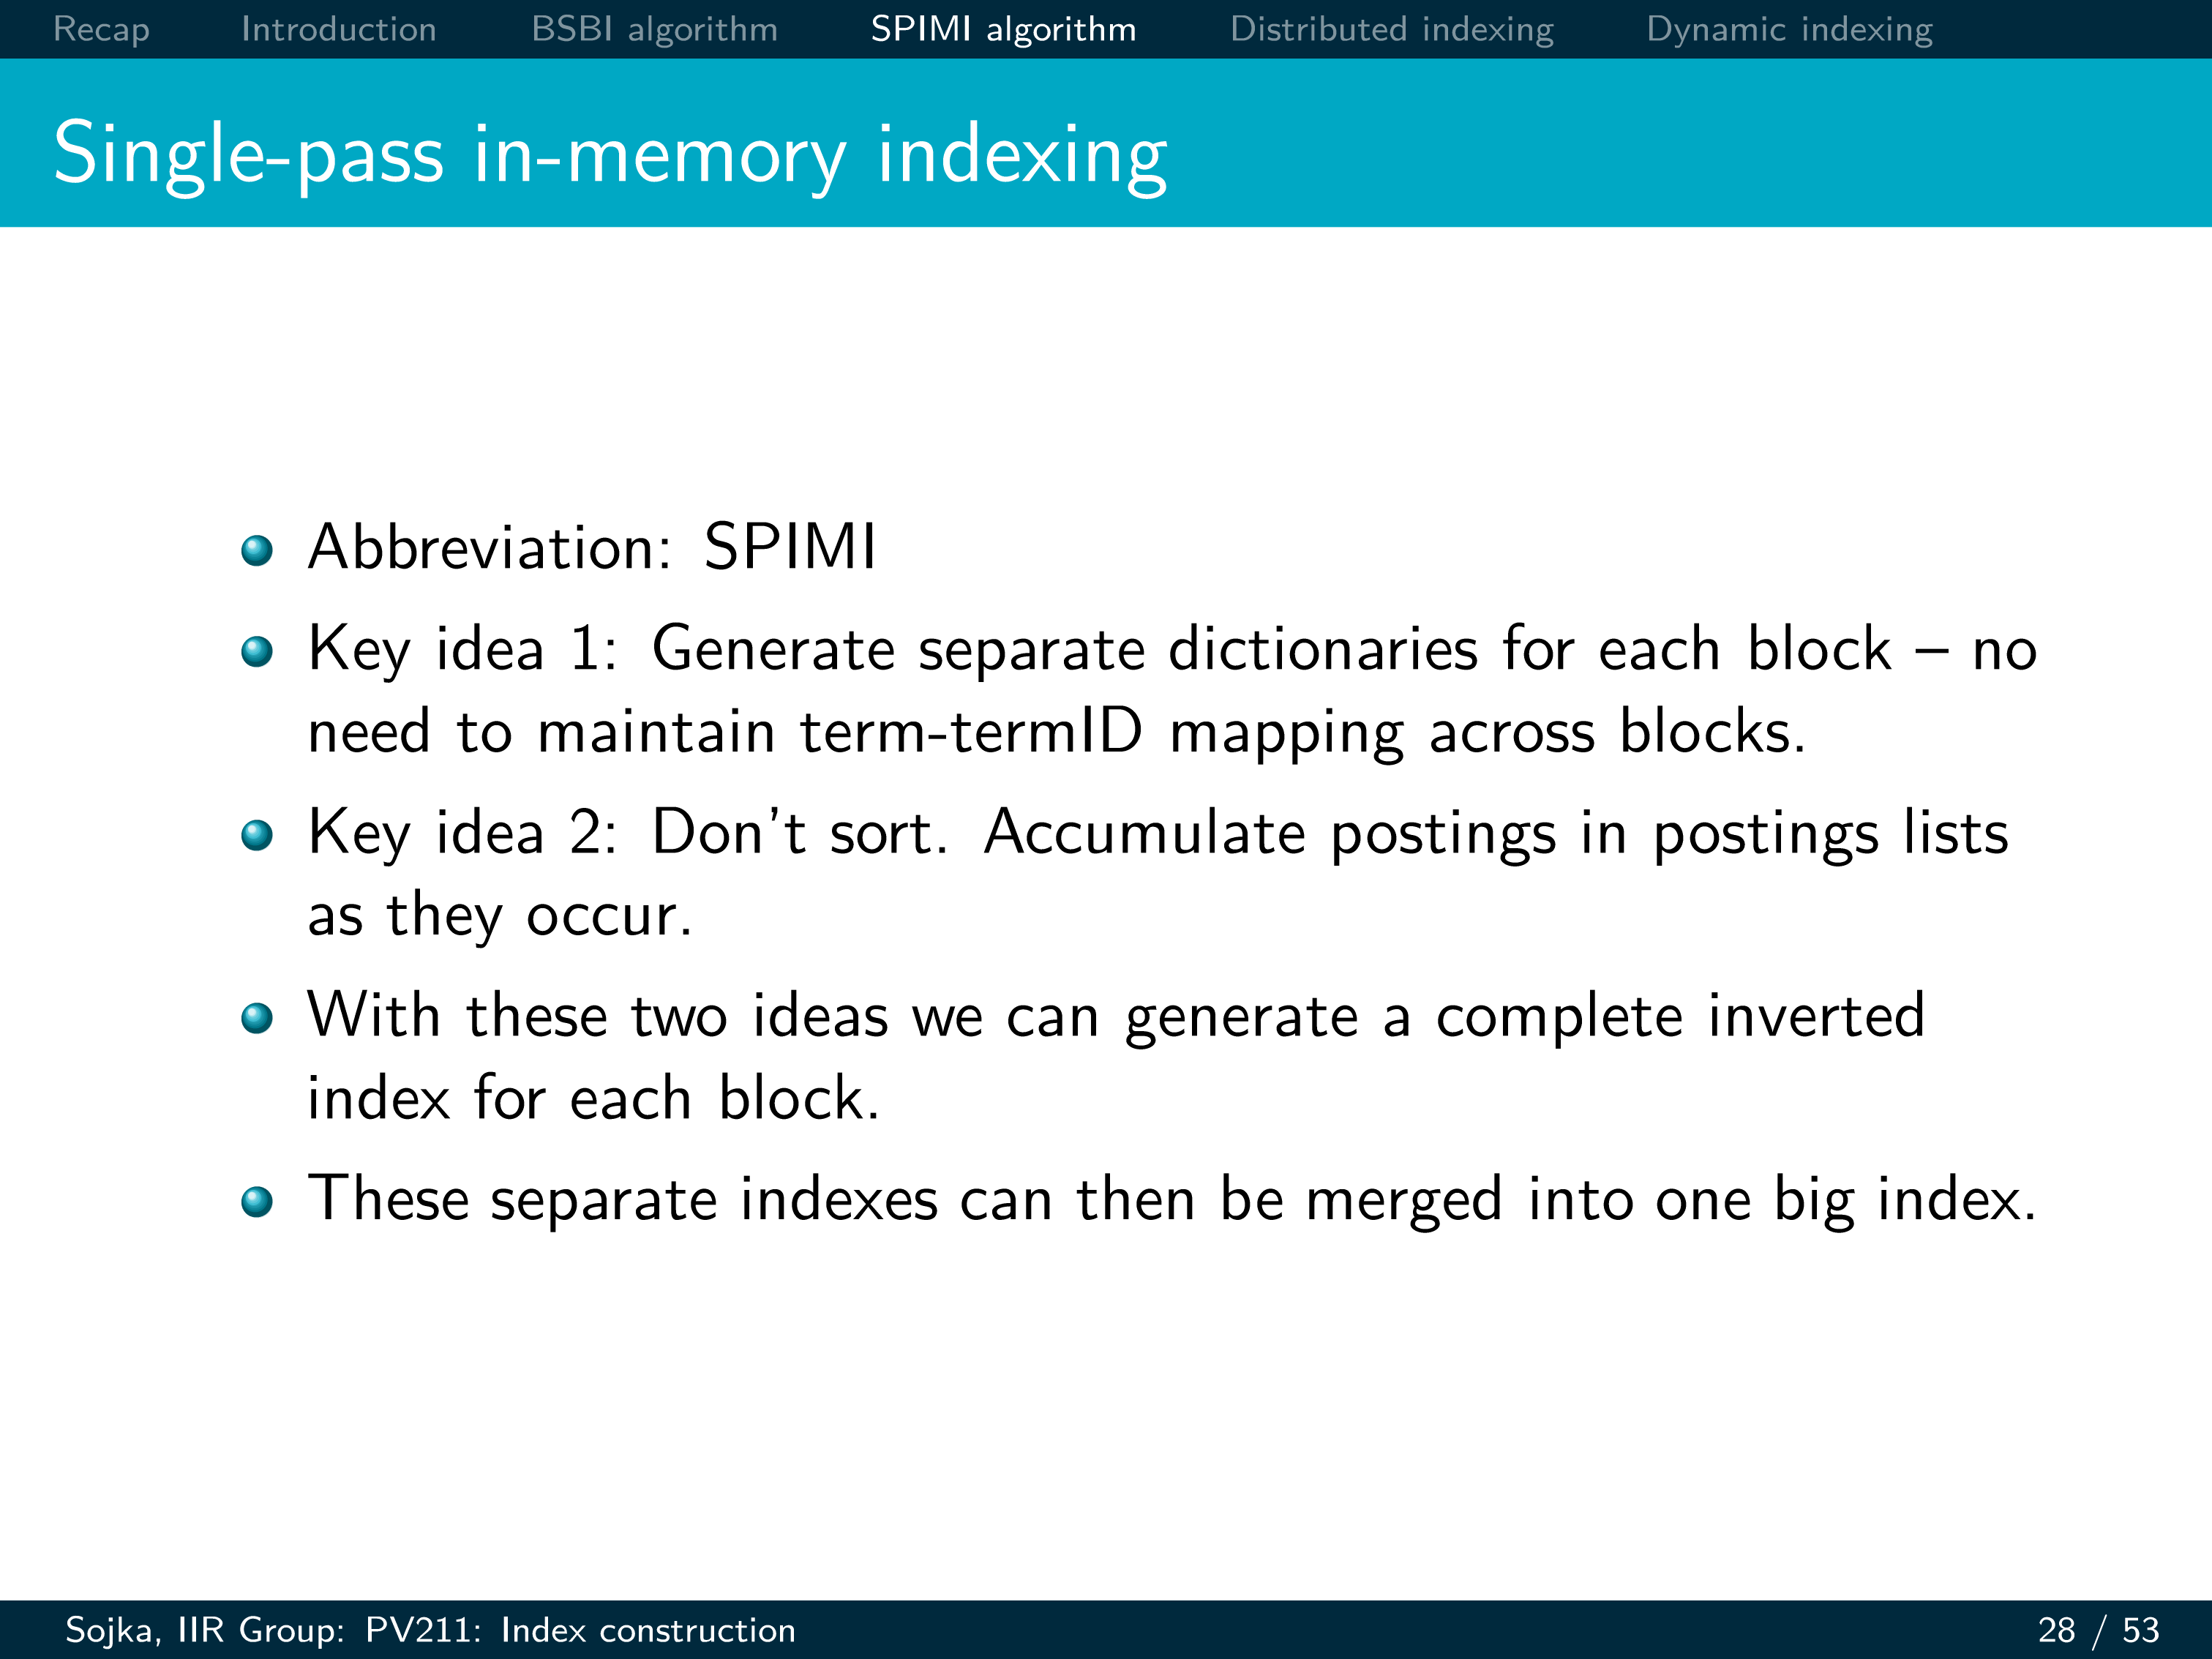 Recap Introduction BSBI algorithm SPIMI algorithm Distributed indexing Dynamic indexing
Single-pass in-memory indexing
Abbreviation: SPIMI
Key idea 1: Generate separate dictionaries for each block – no
need to maintain term-termID mapping across blocks.
Key idea 2: Don't sort. Accumulate postings in postings lists
as they occur.
With these two ideas we can generate a complete inverted
index for each block.
These separate indexes can then be merged into one big index.
Sojka, IIR Group: PV211: Index construction 28 / 53